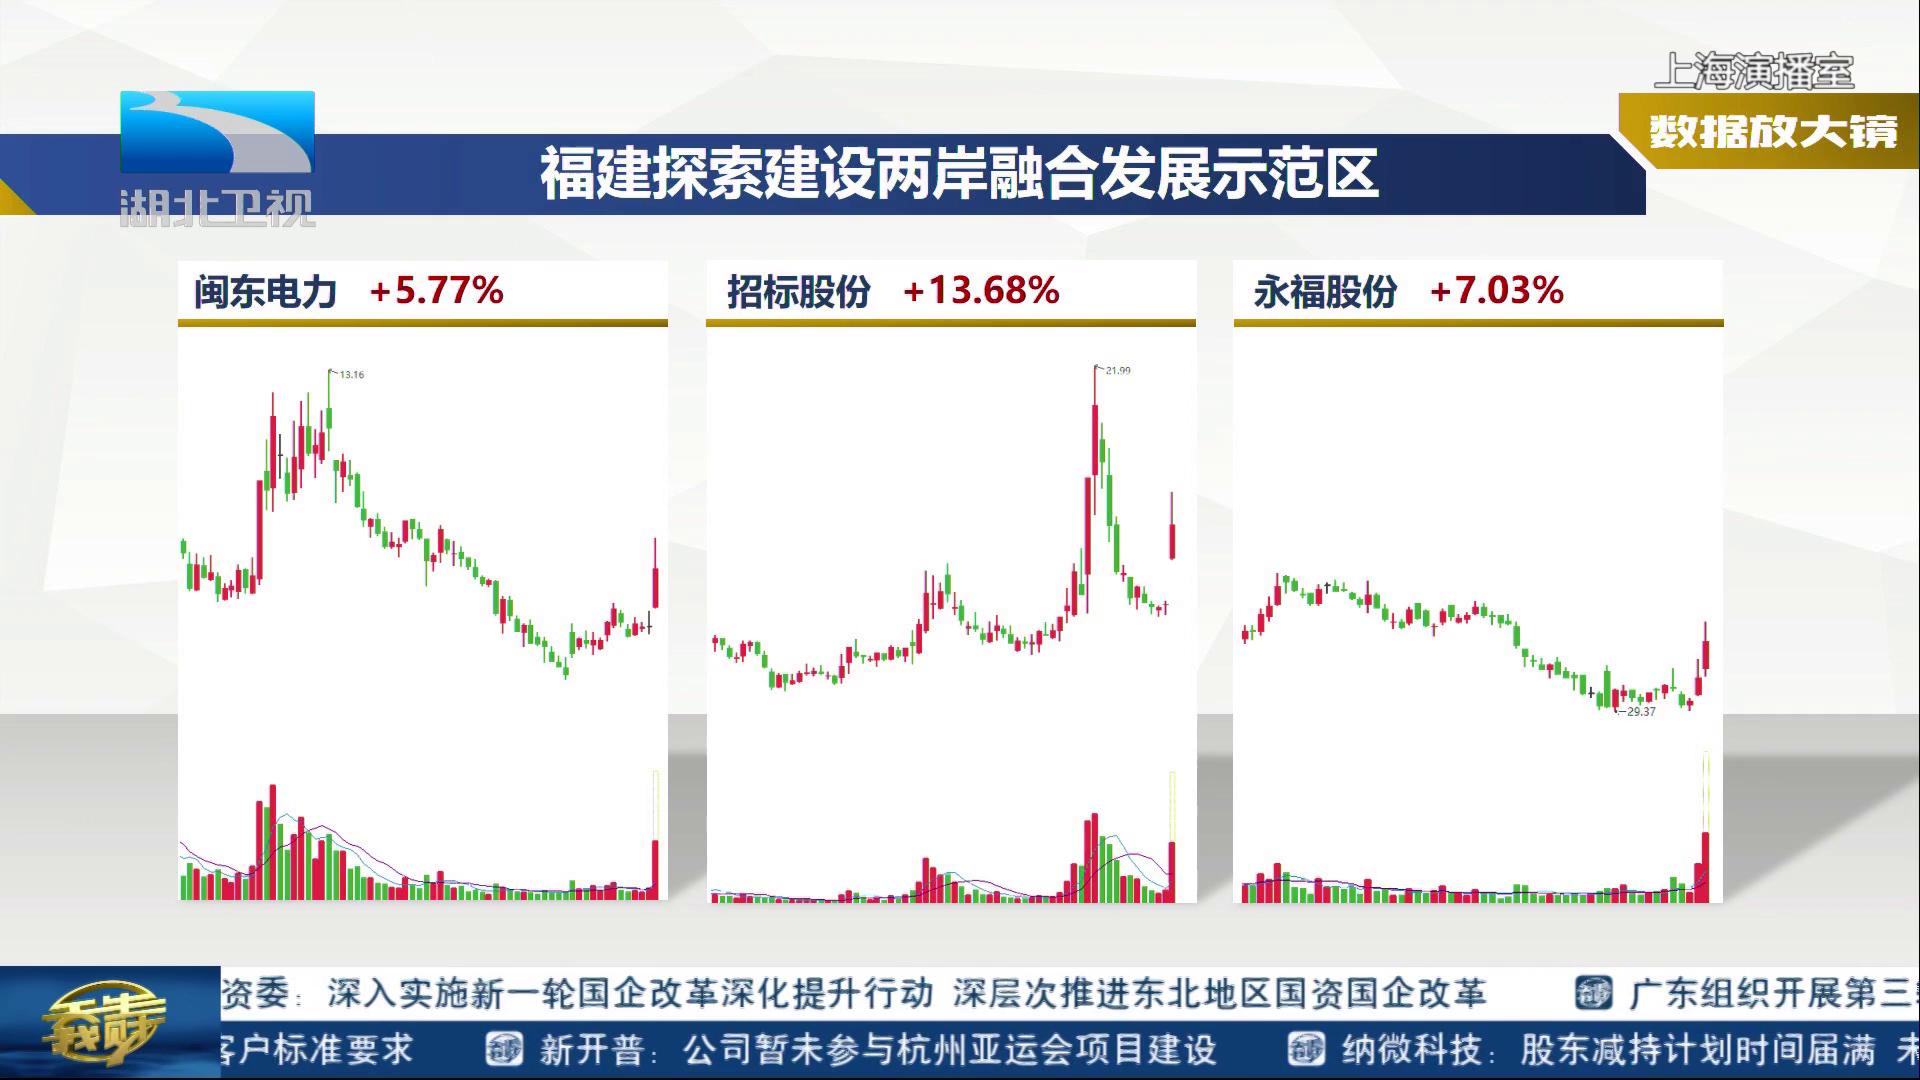 上海演播室
数据放大镜
湖北卫视
福建探索建设两岸融合发展示范区
闽东电力 +5.77%
招标股份 +13.68%
永福股份 +7.03%
13.16
21.99
29.37
资委：深入实施新一轮国企改革深化提升行动 深层次推进东北地区国资国企改革
广东组织开展第三
客户标准要求
新开普：公司暂未参与杭州亚运会项目建设
纳微科技：股东减持计划时间届满 未